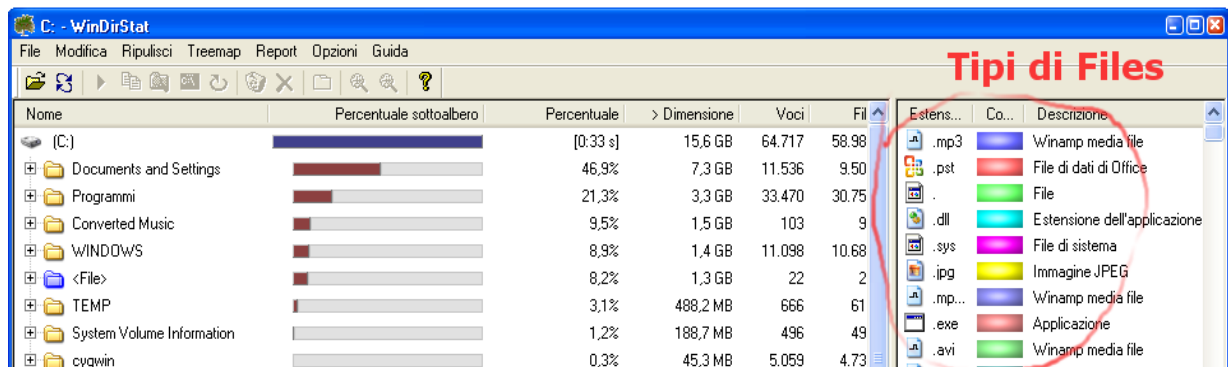 C: - WinDirStat
File Modifica Ripulisci Treemap Report Opzioni Guida
Tipi di Files
Nome Percentuale sottoalbero Percentuale > Dimensione Voci Fil
(C:) [0:33 s] 15,6 GB 64.717 58.98
Documents and Settings 46,9% 7,3 GB 11.536 9.50
Programmi 21,3% 3,3 GB 33.470 30.75
Converted Music 9,5% 1,5 GB 103 9
WINDOWS 8,9% 1,4 GB 11.098 10.68
<File> 8,2% 1,3 GB 22 2
TEMP 3,1% 488,2 MB 666 61
System Volume Information 1,2% 188,7 MB 496 49
cygwin 0,3% 45,3 MB 5.059 4.73
Estens... Co... Descrizione
.mp3 Winamp media file
.pst File di dati di Office
. File
.dll Estensione dell'applicazione
.sys File di sistema
.jpg Immagine JPEG
.mp... Winamp media file
.exe Applicazione
.avi Winamp media file